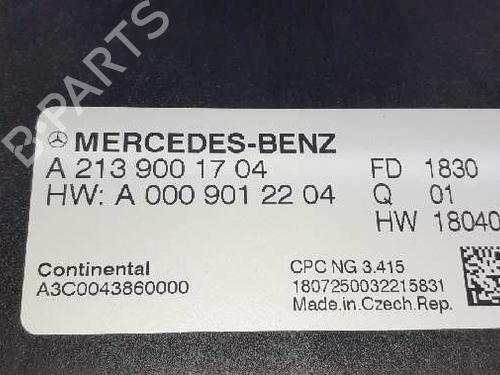 MERCEDES-BENZ
A 213 900 17 04 FD 1830
HW: A 000 901 22 04 Q 01
HW 18040
Continental CPC NG 3.415
A3C0043860000 1807250032215831
Made.in.Czech.Rep.